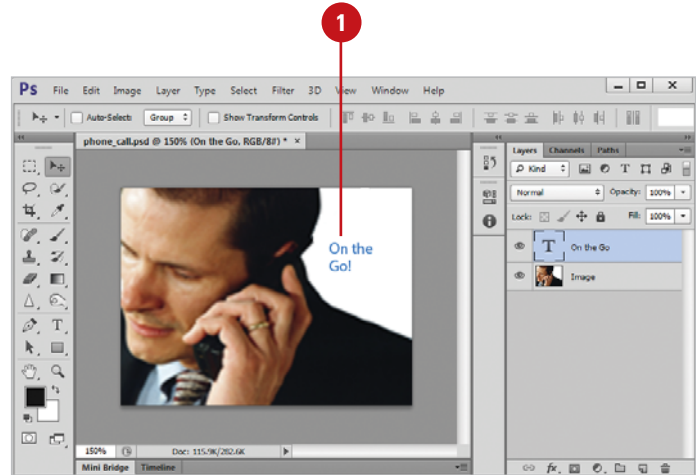 1
Ps File Edit Image Layer Type Select Filter 3D View Window Help
Auto-Select: Group Show Transform Controls
phone_call.psd @ 150% (On the Go, RGB/8#) * ×
Layers Channels Paths
Kind
Normal Opacity: 100%
Lock: Fill: 100%
T On the Go
Image
On the
Go!
T
150% Doc: 115.9K/282.6K
Mini Bridge Timeline
fx